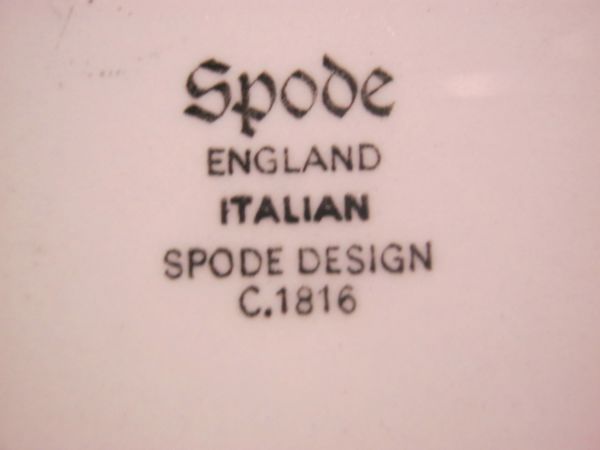 Spode
ENGLAND
ITALIAN
SPODE DESIGN
C.1816